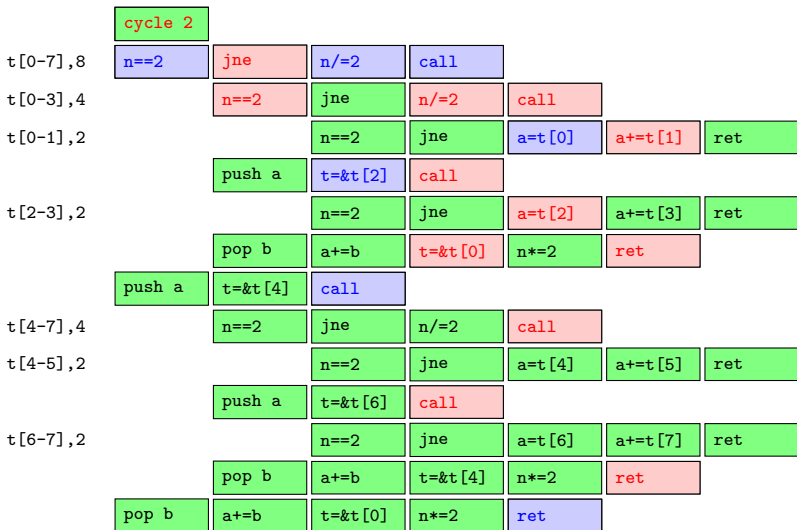 cycle 2
t[0-7],8 n==2 jne n/=2 call
t[0-3],4 n==2 jne n/=2 call
t[0-1],2 n==2 jne a=t[0] a+=t[1] ret
push a t=&t[2] call
t[2-3],2 n==2 jne a=t[2] a+=t[3] ret
pop b a+=b t=&t[0] n*=2 ret
push a t=&t[4] call
t[4-7],4 n==2 jne n/=2 call
t[4-5],2 n==2 jne a=t[4] a+=t[5] ret
push a t=&t[6] call
t[6-7],2 n==2 jne a=t[6] a+=t[7] ret
pop b a+=b t=&t[4] n*=2 ret
pop b a+=b t=&t[0] n*=2 ret